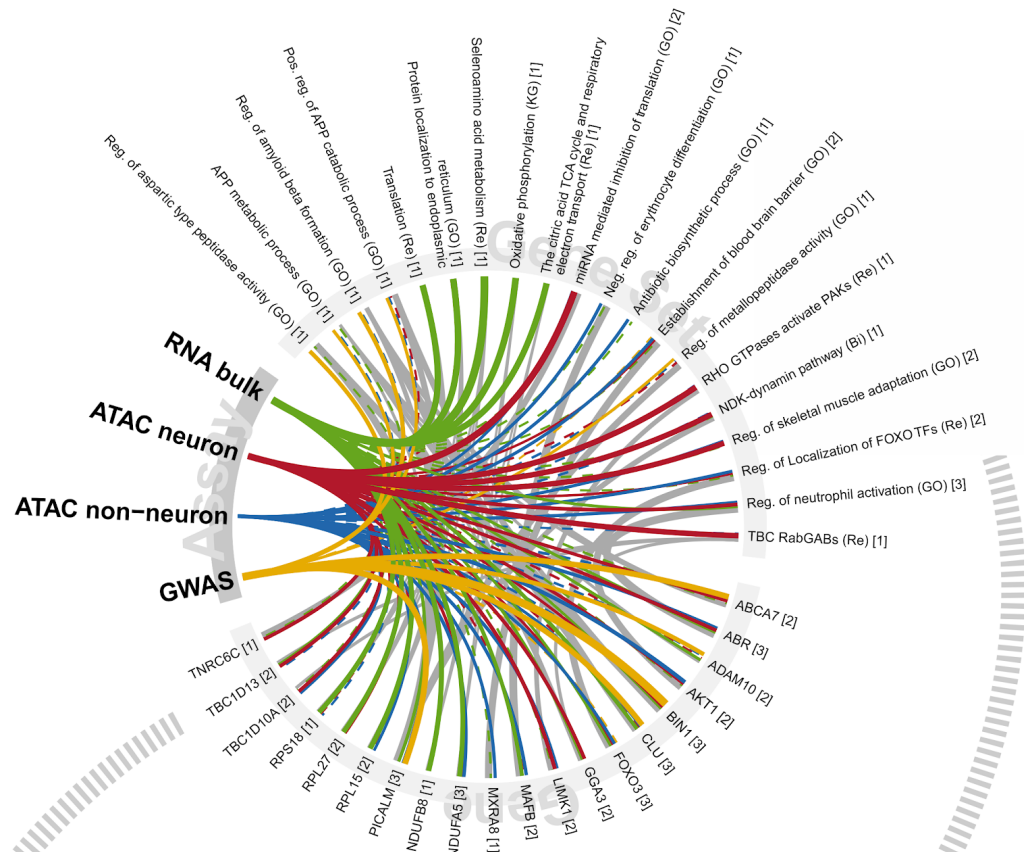 Reg. of aspartic type peptidase activity (GO) [1]
APP metabolic process (GO) [1]
Reg. of amyloid beta formation (GO) [1]
Pos. reg. of APP catabolic process (GO) [1]
Translation (Re) [1]
Protein localization to endoplasmic
reticulum (GO) [1]
Selenoamino acid metabolism (Re) [1]
Oxidative phosphorylation (KG) [1]
The citric acid TCA cycle and respiratory
electron transport (Re) [1]
miRNA mediated inhibition of translation (GO) [2]
Neg. reg. of erythrocyte differentiation (GO) [1]
Antibiotic biosynthetic process (GO) [1]
Establishment of blood brain barrier (GO) [2]
Reg. of metallopeptidase activity (GO) [1]
RHO GTPases activate PAKs (Re) [1]
NDK-dynamin pathway (Bi) [1]
Reg. of skeletal muscle adaptation (GO) [2]
Reg. of Localization of FOXO TFs (Re) [2]
Reg. of neutrophil activation (GO) [3]
TBC RabGABs (Re) [1]
Gene Set
ABCA7 [2]
ABR [3]
ADAM10 [2]
AKT1 [2]
BIN1 [3]
CLU [3]
FOXO3 [3]
GGA3 [2]
LIMK1 [2]
MAFB [2]
MXRA8 [1]
NDUFA5 [3]
NDUFB8 [1]
PICALM [3]
RPL15 [2]
RPL27 [2]
RPS18 [1]
TBC1D10A [2]
TBC1D13 [2]
TNRC6C [1]
Gene
RNA bulk
ATAC neuron
ATAC non−neuron
GWAS
Assay